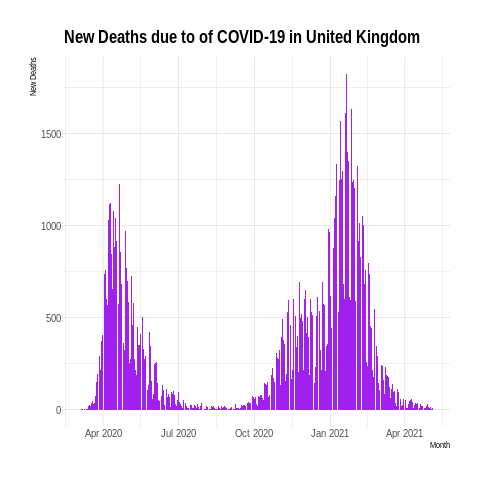 New Deaths due to of COVID-19 in United Kingdom
New Deaths
1500
1000
500
0
Apr 2020 Jul 2020 Oct 2020 Jan 2021 Apr 2021
Month